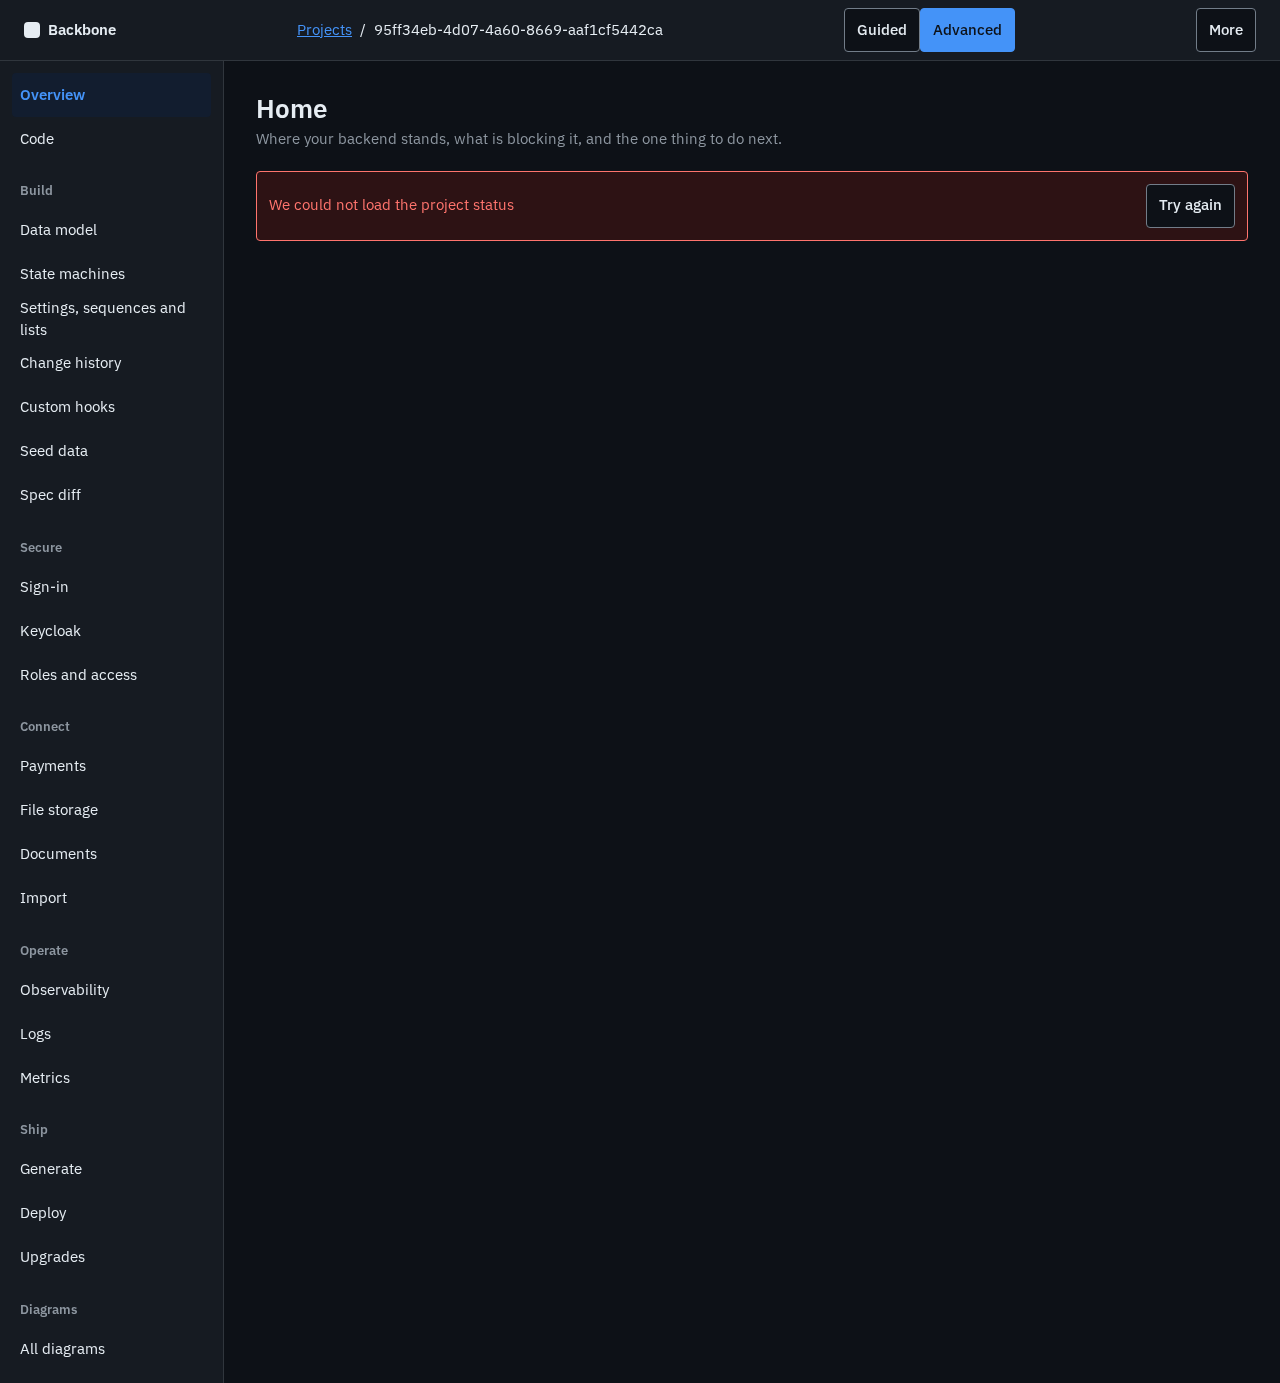 Backbone
Projects / 95ff34eb-4d07-4a60-8669-aaf1cf5442ca
Guided
Advanced
More
Overview
Code
Build
Data model
State machines
Settings, sequences and
lists
Change history
Custom hooks
Seed data
Spec diff
Secure
Sign-in
Keycloak
Roles and access
Connect
Payments
File storage
Documents
Import
Operate
Observability
Logs
Metrics
Ship
Generate
Deploy
Upgrades
Diagrams
All diagrams
Home
Where your backend stands, what is blocking it, and the one thing to do next.
We could not load the project status
Try again